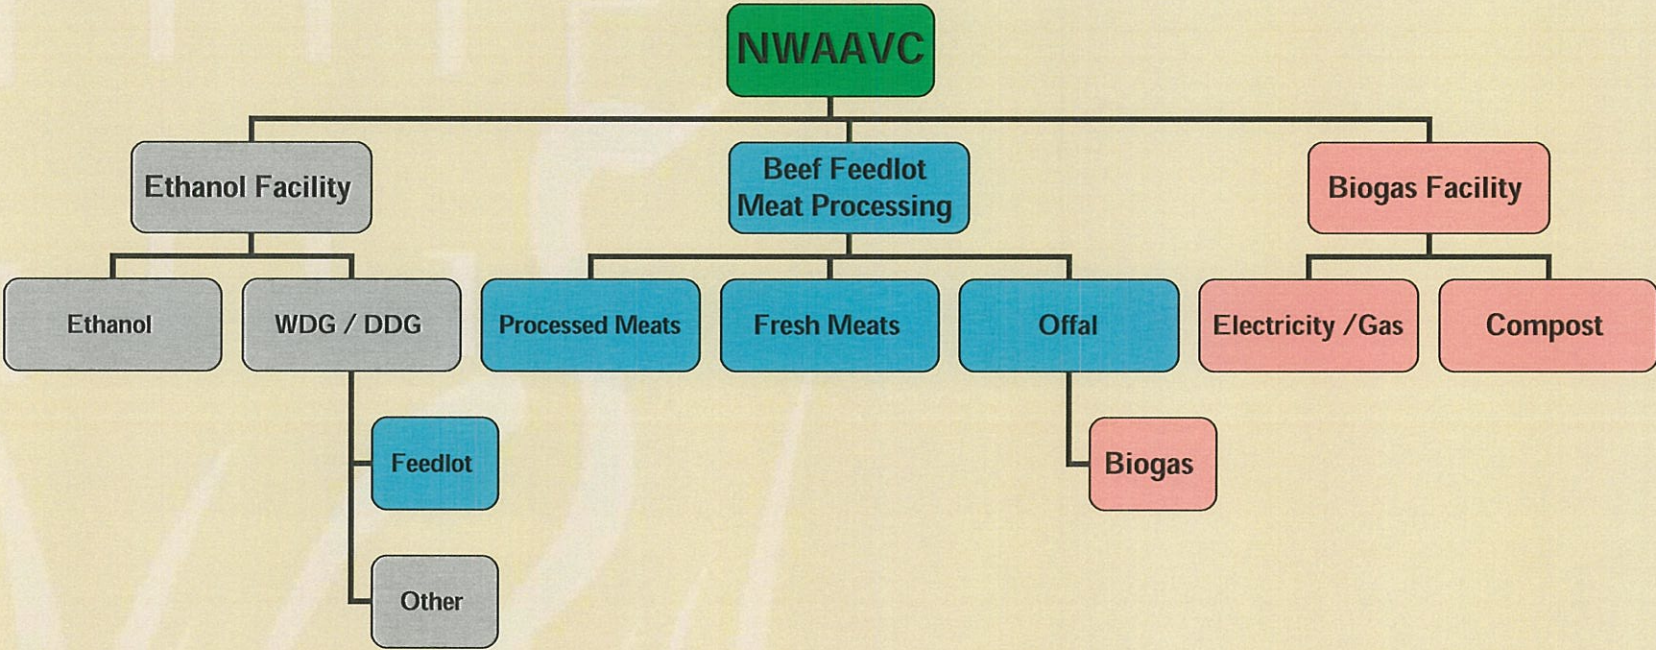 NWAAVC
Ethanol Facility
Beef Feedlot
Meat Processing
Biogas Facility
Ethanol
WDG / DDG
Processed Meats
Fresh Meats
Offal
Electricity /Gas
Compost
Feedlot
Biogas
Other